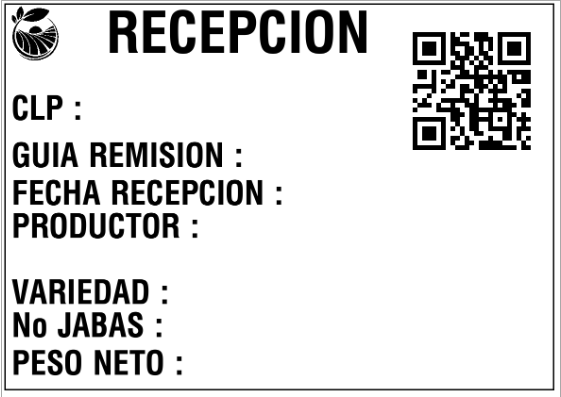 RECEPCION
CLP :
GUIA REMISION :
FECHA RECEPCION :
PRODUCTOR :
VARIEDAD :
No JABAS :
PESO NETO :